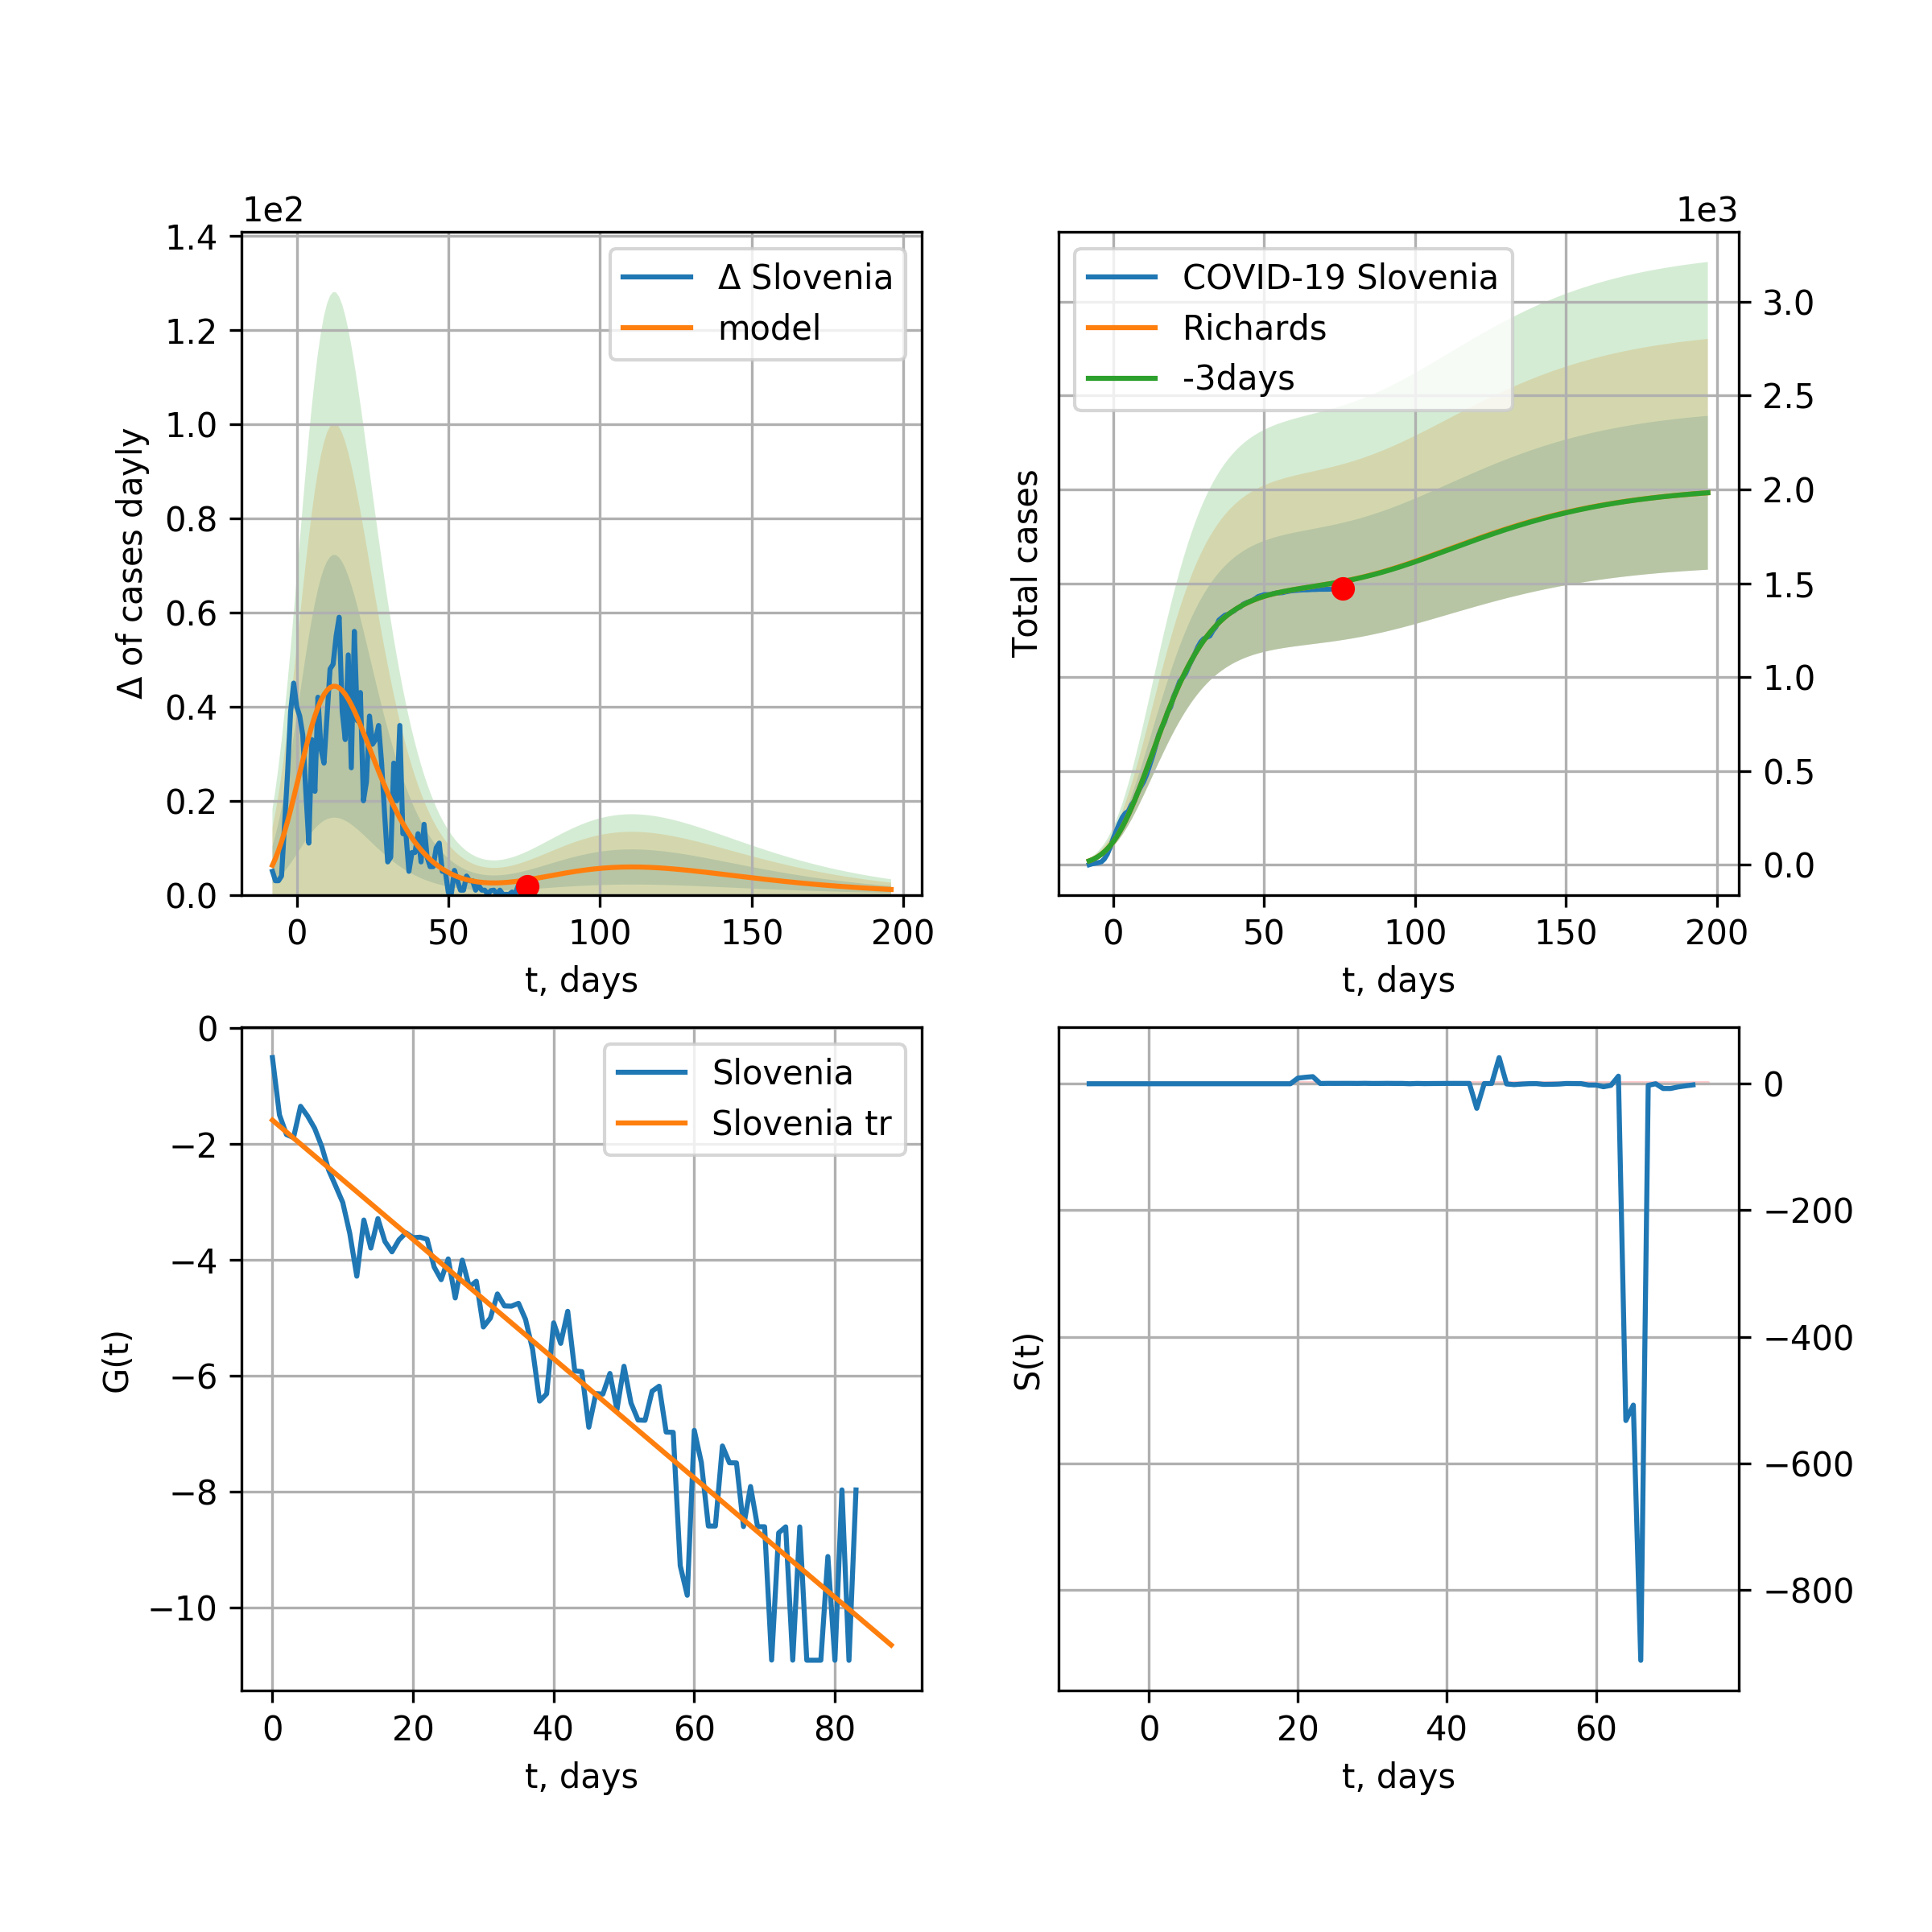 1e2
1.4
1.2
1.0
0.8
0.6
0.4
0.2
0.0
Δ of cases dayly
0 50 100 150 200
t, days
Δ Slovenia
model
1e3
3.0
2.5
2.0
1.5
1.0
0.5
0.0
Total cases
0 50 100 150 200
t, days
COVID-19 Slovenia
Richards
-3days
0
−2
−4
−6
−8
−10
G(t)
0 20 40 60 80
t, days
Slovenia
Slovenia tr
0
−200
−400
−600
−800
S(t)
0 20 40 60
t, days